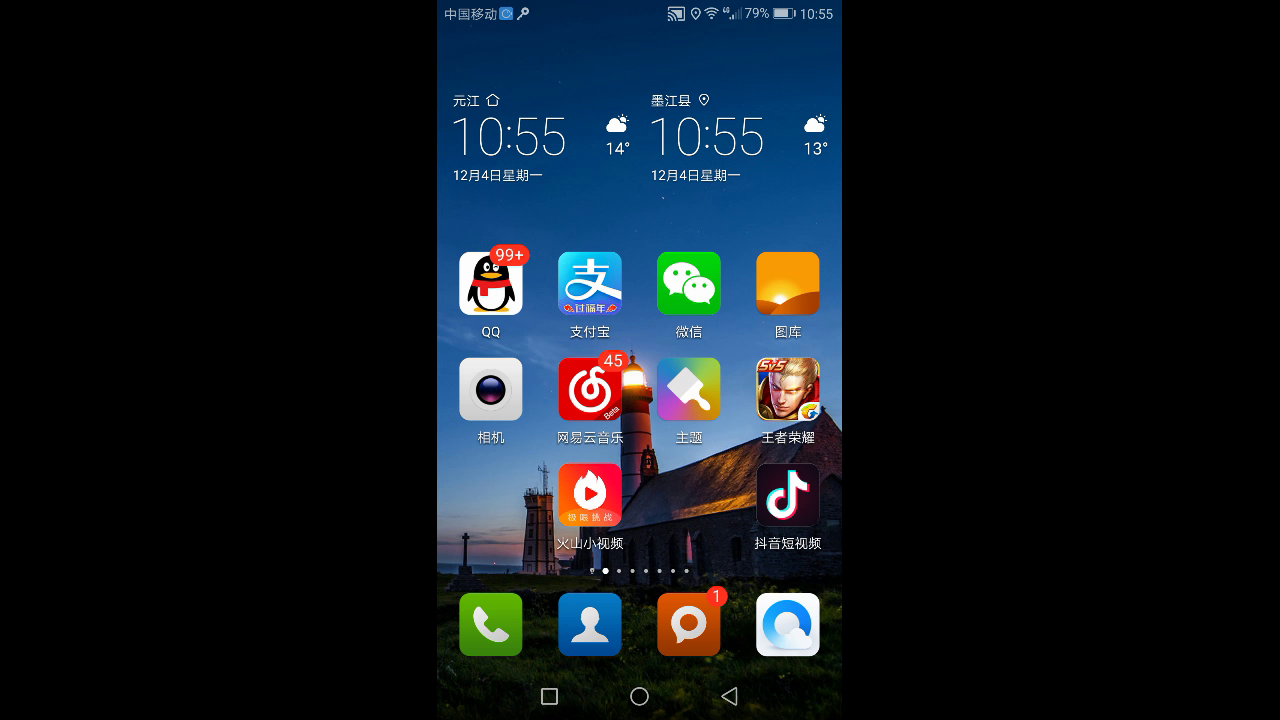 中国移动 4G 79% 10:55
元江 墨江县
10:55 14° 10:55 13°
12月4日星期一 12月4日星期一
99+
支
过福年
QQ 支付宝 微信 图库
45 5v5
Beta
相机 网易云音乐 主题 王者荣耀
极限挑战
火山小视频 抖音短视频
1